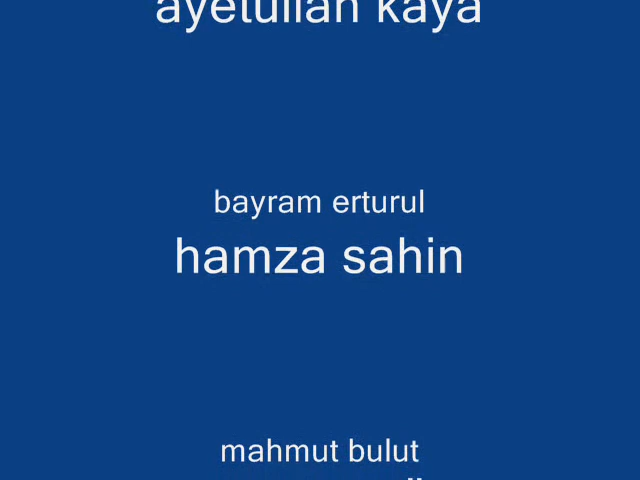 ayetullah kaya
bayram erturul
hamza sahin
mahmut bulut